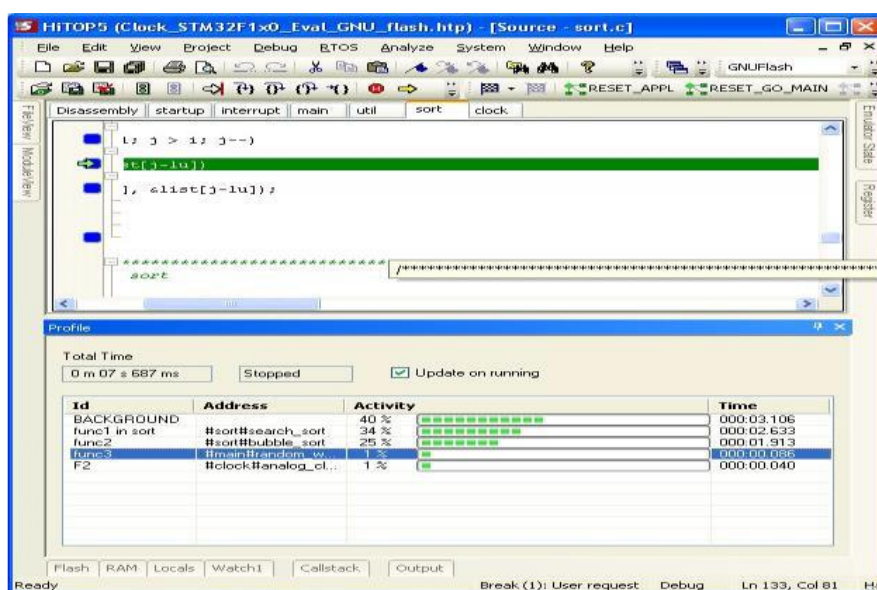 HiTOP5 (Clock_STM32F1x0_Eval_GNU_flash.htp) - [Source - sort.c]
File Edit View Project Debug RTOS Analyze System Window Help
GNUFlash
RESET_APPL RESET_GO_MAIN
Disassembly startup interrupt main util sort clock
FileView
ModuleView
Emulator State
Register
i; j--)
st[j-1u])
], &list[j-1u]);
sort
Profile
Total Time
0 m 07 s 687 ms Stopped Update on running
Id Address Activity Time
BACKGROUND 40 % 000:03.106
func1 in sort #sort#search_sort 34 % 000:02.633
func2 #sort#bubble_sort 25 % 000:01.913
func3 #main#random_w... 1 % 000:00.086
F2 #clock#analog_cl... 1 % 000:00.040
Flash RAM Locals Watch1 Callstack Output
Ready Break (1): User request Debug Ln 133, Col 81